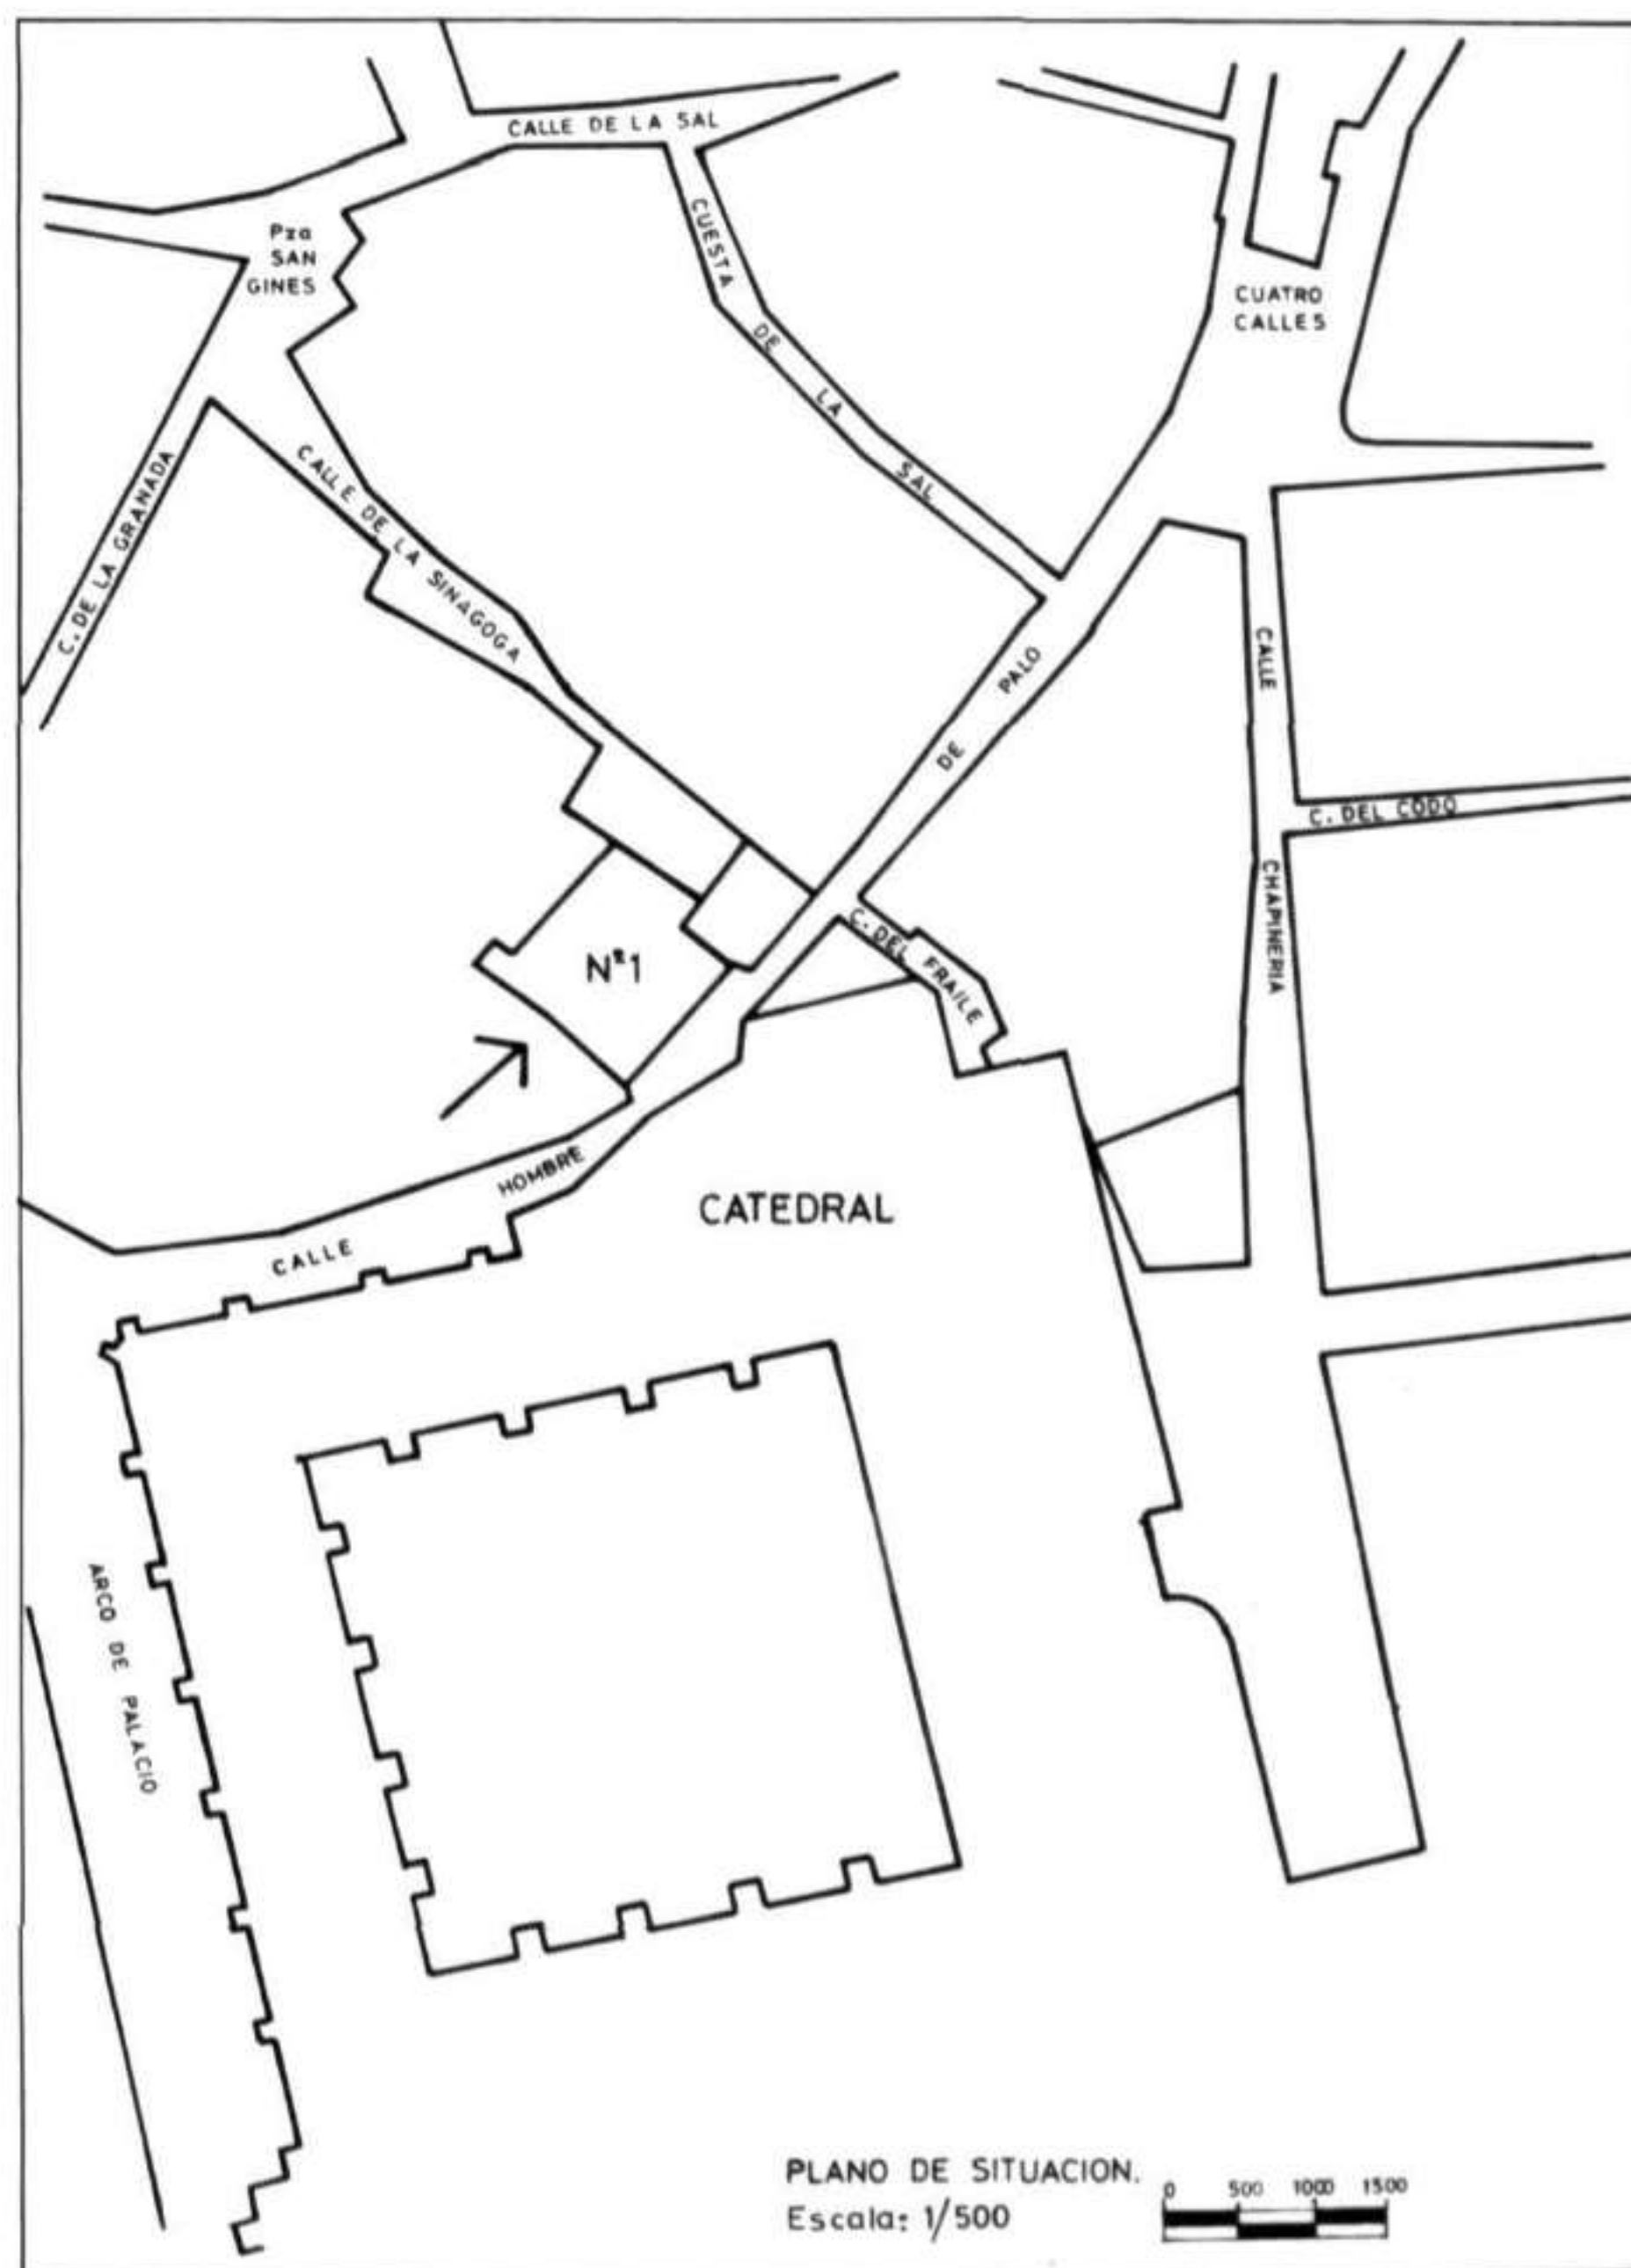 CALLE DE LA SAL
Pza
SAN
GINES
CUESTA DE LA SAL
CUATRO
CALLES
C. DE LA GRANADA
CALLE DE LA SINAGOGA
CALLE HOMBRE DE PALO
CALLE CHAPINERIA
C. DEL CODO
C. DEL FRAILE
Nº1
CATEDRAL
ARCO DE PALACIO
PLANO DE SITUACION.
Escala: 1/500
0 500 1000 1500